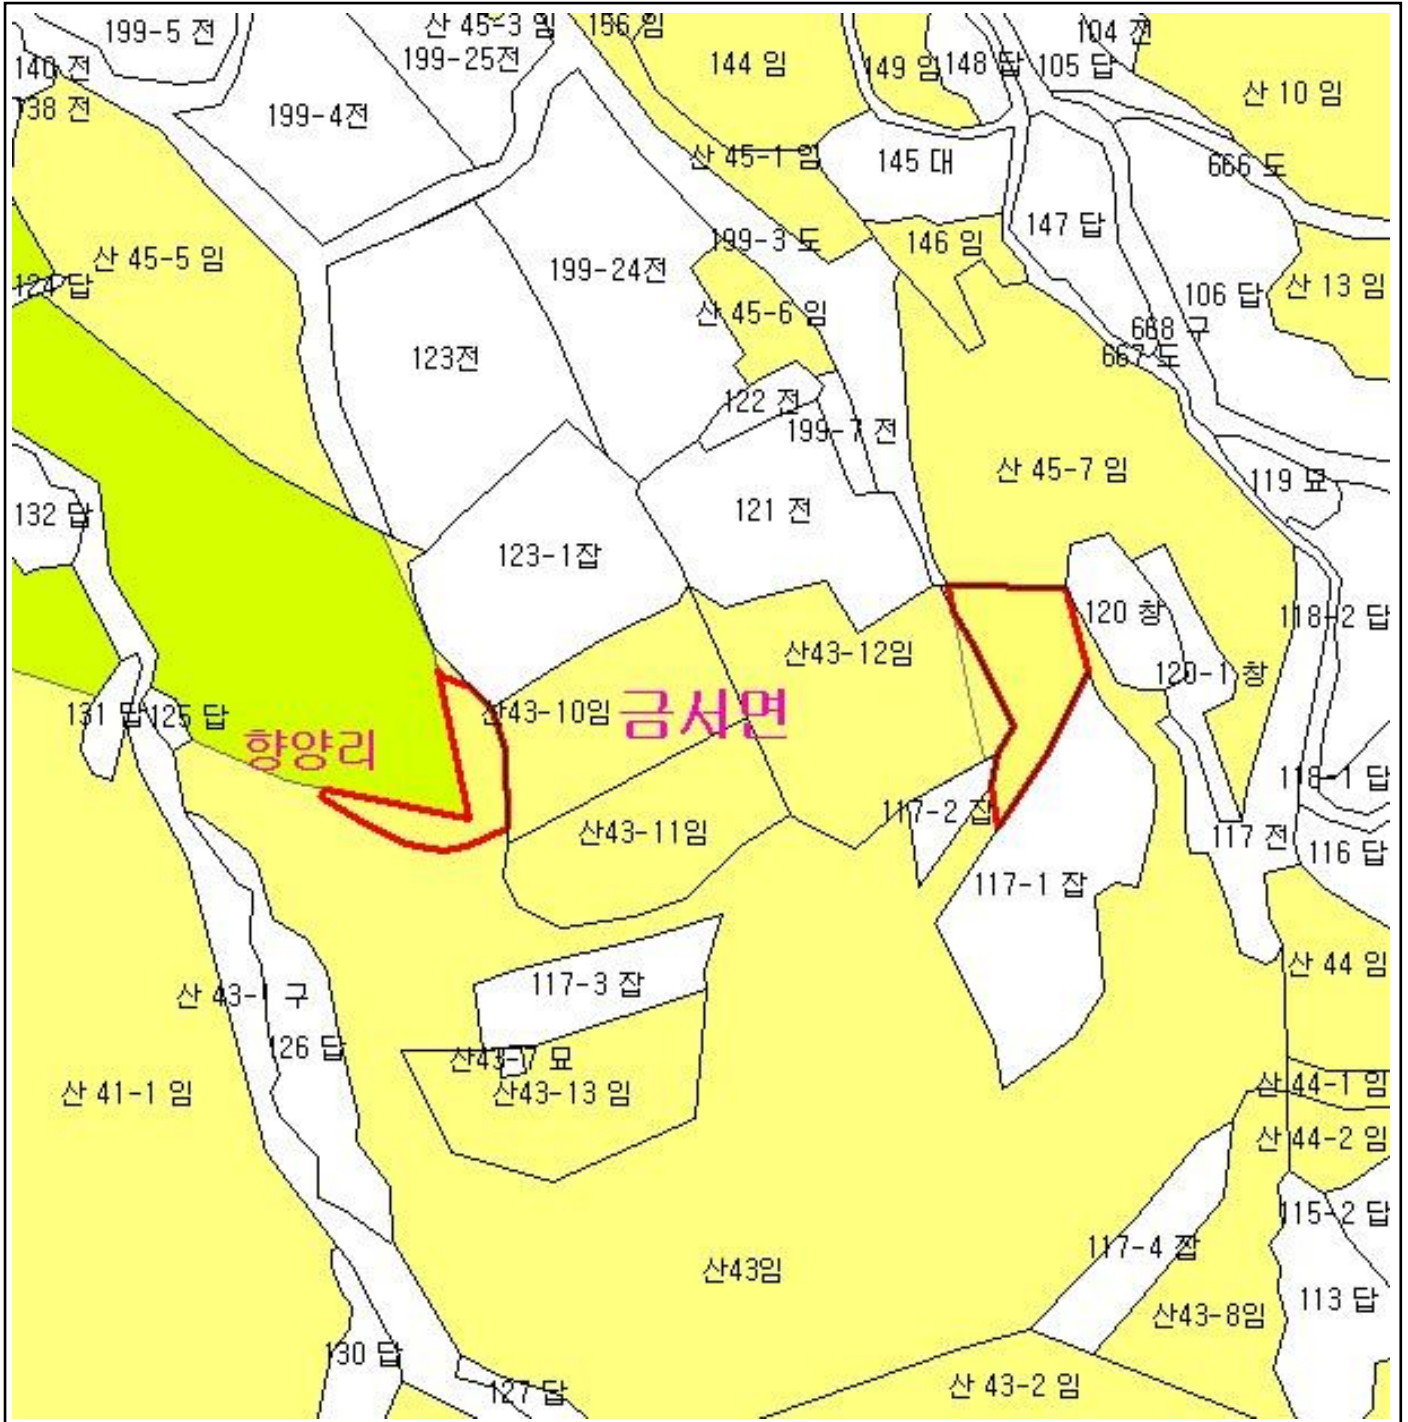 199-5 전
산 45-3 임
156 임
104 전
140 전
199-25전
144 임
149 임
148 답
105 답
산 10 임
138 전
199-4전
산 45-1 임
145 대
666 도
산 45-5 임
199-3 도
146 임
147 답
124 답
199-24전
산 45-6 임
106 답
산 13 임
123전
668 구
667 도
122 전
199-7 전
산 45-7 임
119 묘
132 답
121 전
123-1잡
120 창
118-2 답
산43-12임
120-1 창
131 답
125 답
산43-10임
금서면
향양리
118-1 답
117-2 잡
산43-11임
117 전
116 답
117-1 잡
산 44 임
117-3 잡
산 43-1 구
126 답
산43-7 묘
산 41-1 임
산43-13 임
산 44-1 임
산 44-2 임
115-2 답
117-4 잡
산43임
113 답
산43-8임
130 답
127 답
산 43-2 임